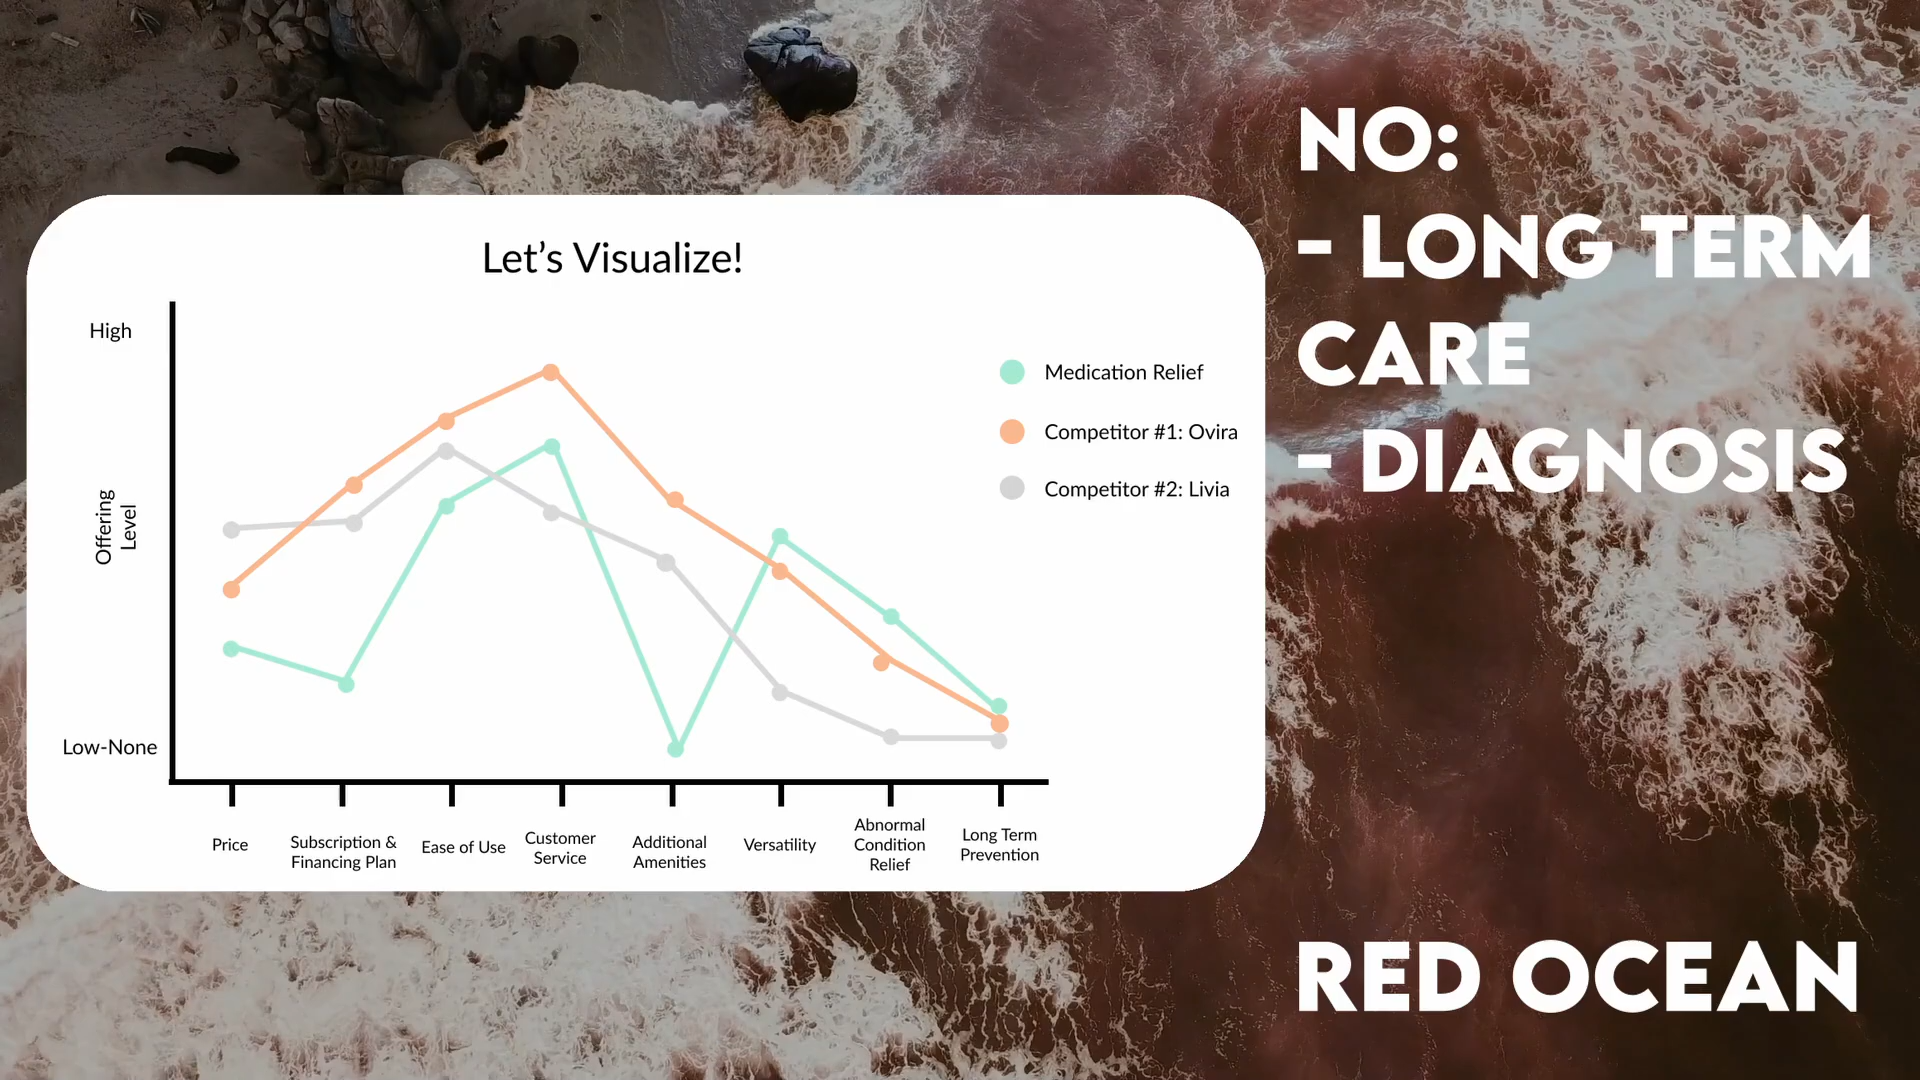 NO:
- LONG TERM
CARE
- DIAGNOSIS
Let's Visualize!
High
Offering
Level
Low-None
Medication Relief
Competitor #1: Ovira
Competitor #2: Livia
Price
Subscription &
Financing Plan
Ease of Use
Customer
Service
Additional
Amenities
Versatility
Abnormal
Condition
Relief
Long Term
Prevention
RED OCEAN